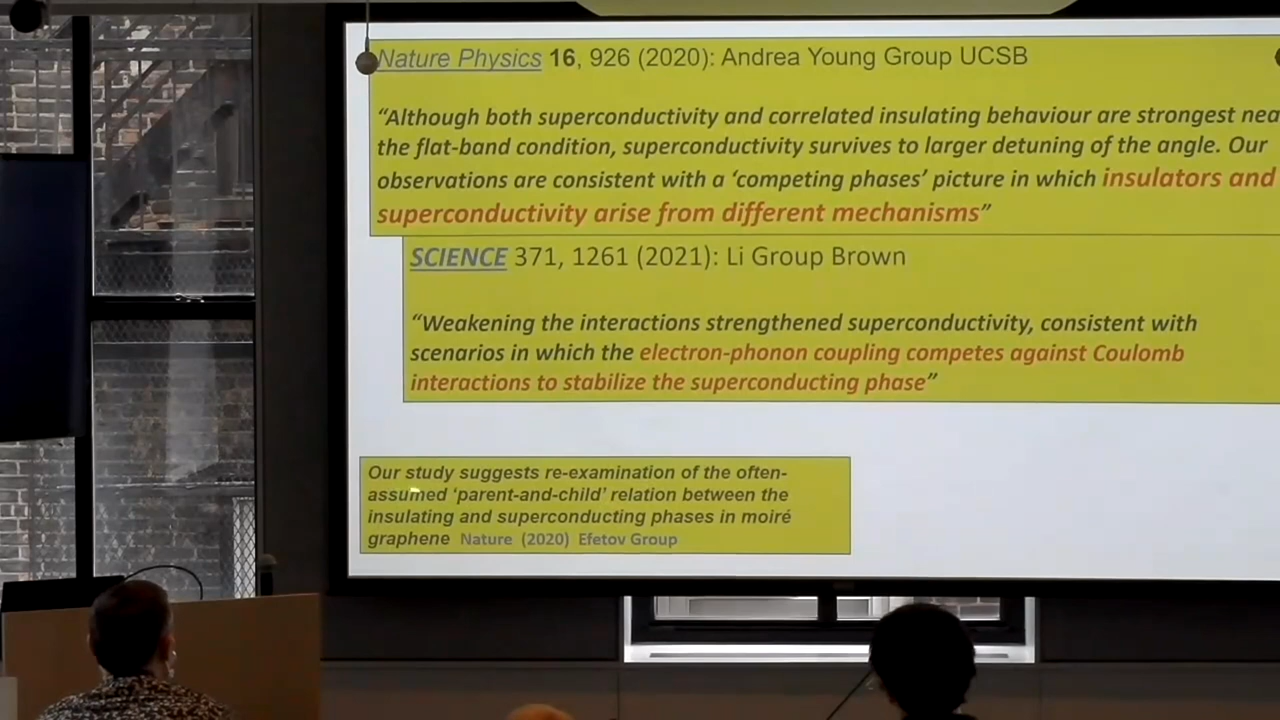 Nature Physics 16, 926 (2020): Andrea Young Group UCSB
“Although both superconductivity and correlated insulating behaviour are strongest nea
the flat-band condition, superconductivity survives to larger detuning of the angle. Our
observations are consistent with a ‘competing phases’ picture in which insulators and
superconductivity arise from different mechanisms”
SCIENCE 371, 1261 (2021): Li Group Brown
“Weakening the interactions strengthened superconductivity, consistent with
scenarios in which the electron-phonon coupling competes against Coulomb
interactions to stabilize the superconducting phase”
Our study suggests re-examination of the often-
assumed ‘parent-and-child’ relation between the
insulating and superconducting phases in moiré
graphene Nature (2020) Efetov Group